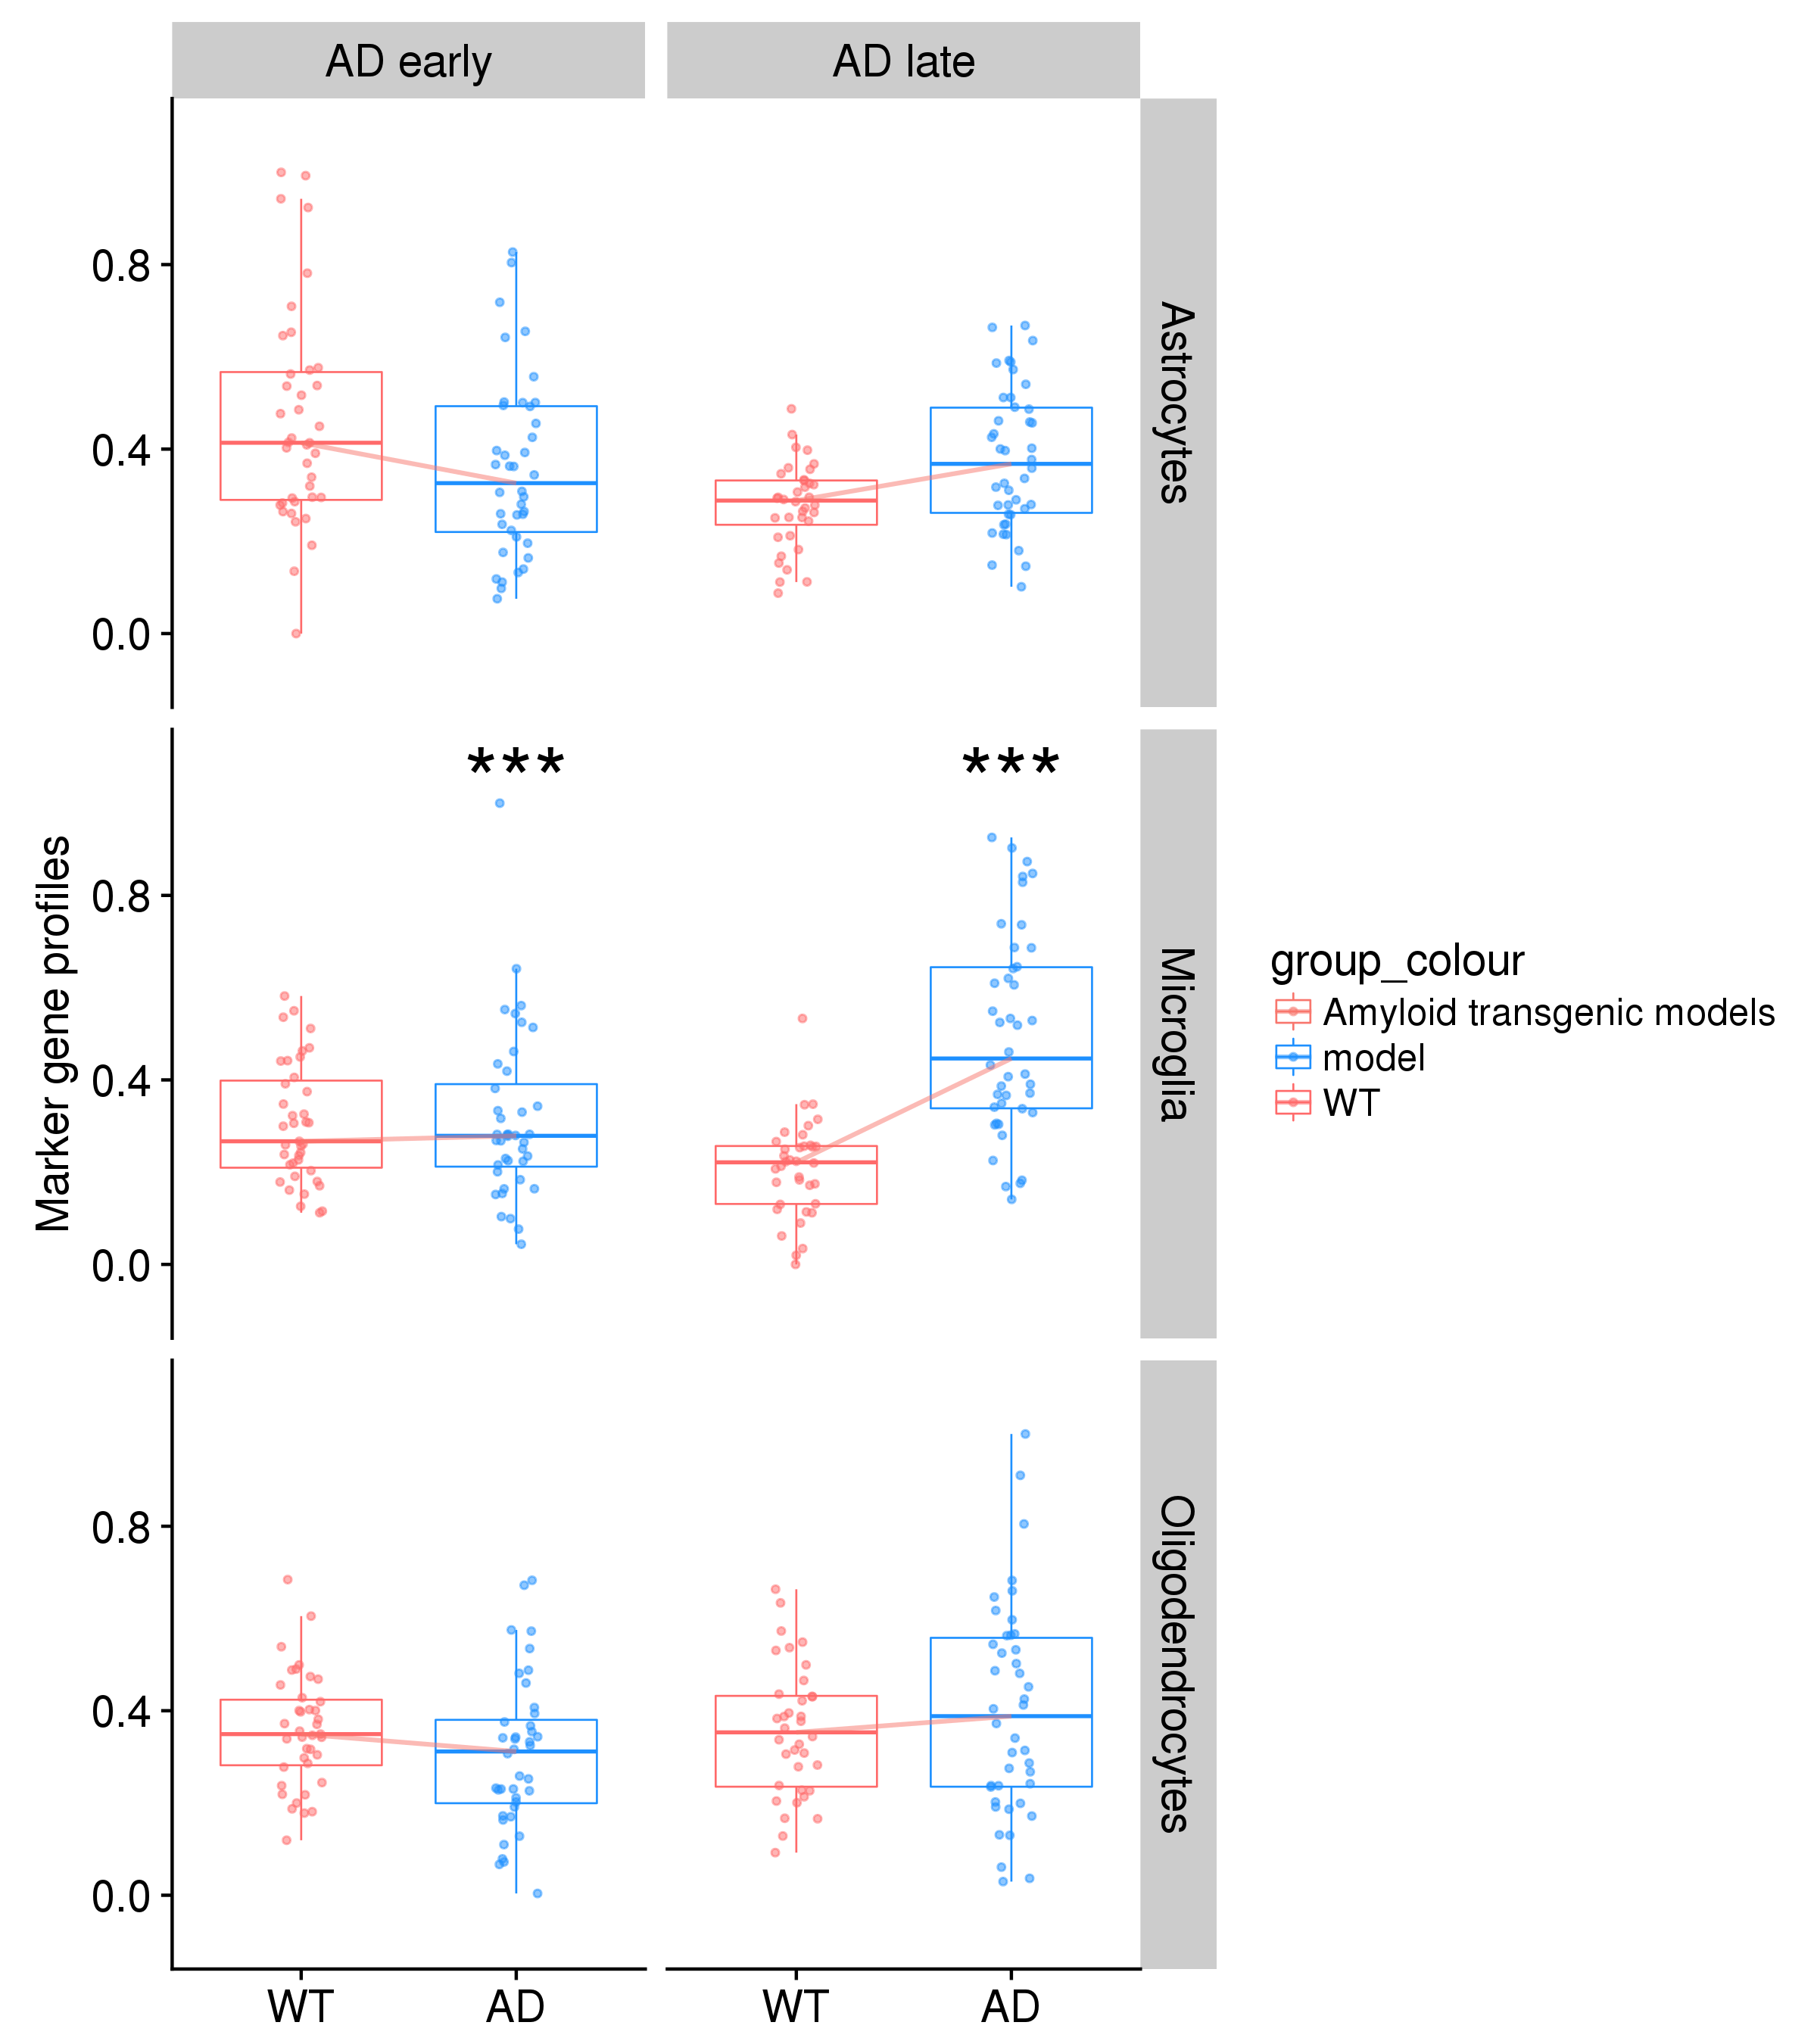 AD early
AD late
Astrocytes
0.8
0.4
0.0
***
***
Microglia
Marker gene profiles
0.8
0.4
0.0
group_colour
Amyloid transgenic models
model
WT
Oligodendrocytes
0.8
0.4
0.0
WT
AD
WT
AD